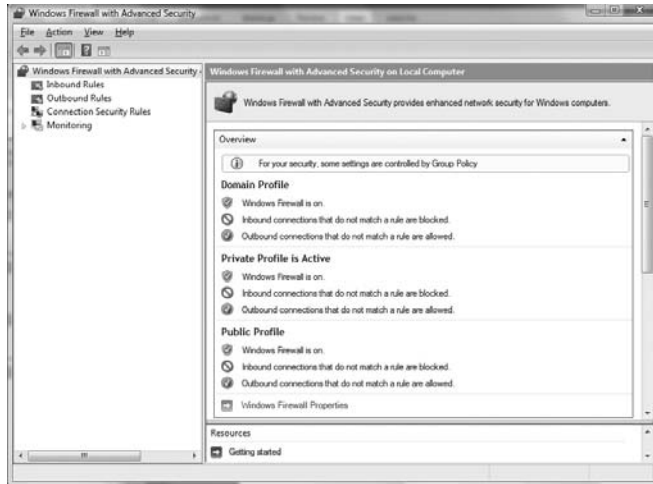 Windows Firewall with Advanced Security
File Action View Help
Windows Firewall with Advanced Security
Inbound Rules
Outbound Rules
Connection Security Rules
Monitoring
Windows Firewall with Advanced Security on Local Computer
Windows Firewall with Advanced Security provides enhanced network security for Windows computers.
Overview
For your security, some settings are controlled by Group Policy
Domain Profile
Windows Firewall is on.
Inbound connections that do not match a rule are blocked.
Outbound connections that do not match a rule are allowed.
Private Profile is Active
Windows Firewall is on.
Inbound connections that do not match a rule are blocked.
Outbound connections that do not match a rule are allowed.
Public Profile
Windows Firewall is on.
Inbound connections that do not match a rule are blocked.
Outbound connections that do not match a rule are allowed.
Windows Firewall Properties
Resources
Getting started